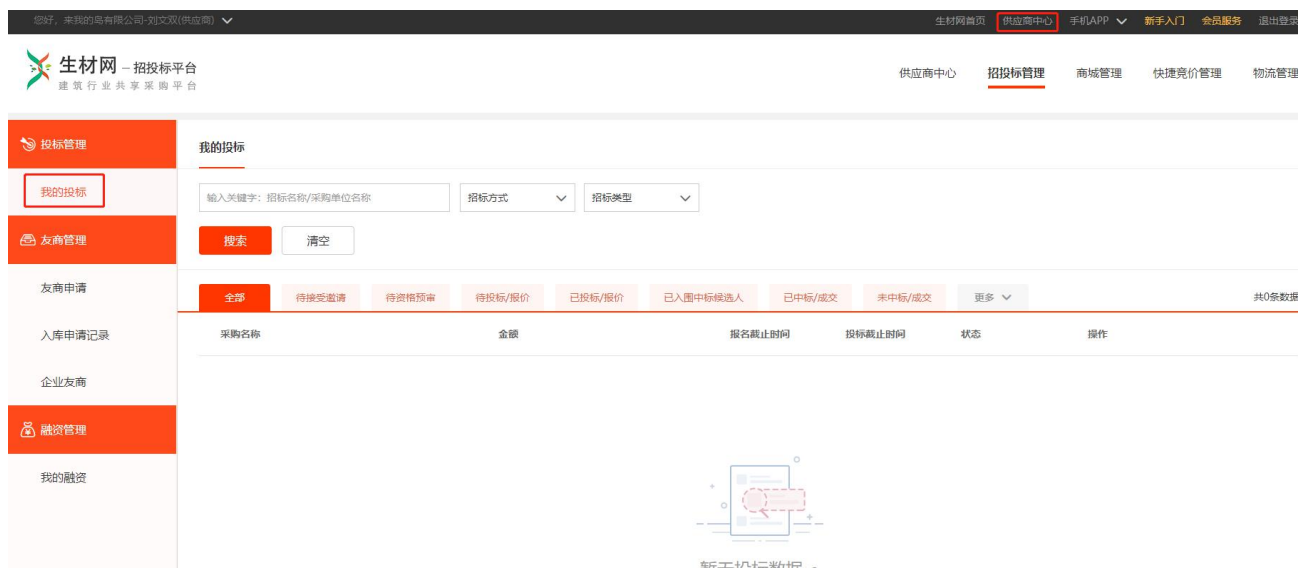 您好，来我的岛有限公司-刘文双(供应商) 生材网首页 供应商中心 手机APP 新手入门 会员服务 退出登录
生材网 – 招投标平台
建筑行业共享采购平台
供应商中心 招投标管理 商城管理 快捷竞价管理 物流管理
投标管理
我的投标
友商管理
友商申请
入库申请记录
企业友商
融资管理
我的融资
我的投标
输入关键字：招标名称/采购单位名称 招标方式 招标类型
搜索 清空
全部 待接受邀请 待资格预审 待投标/报价 已投标/报价 已入围中标候选人 已中标/成交 未中标/成交 更多 共0条数据
采购名称 金额 报名截止时间 投标截止时间 状态 操作
暂无投标数据